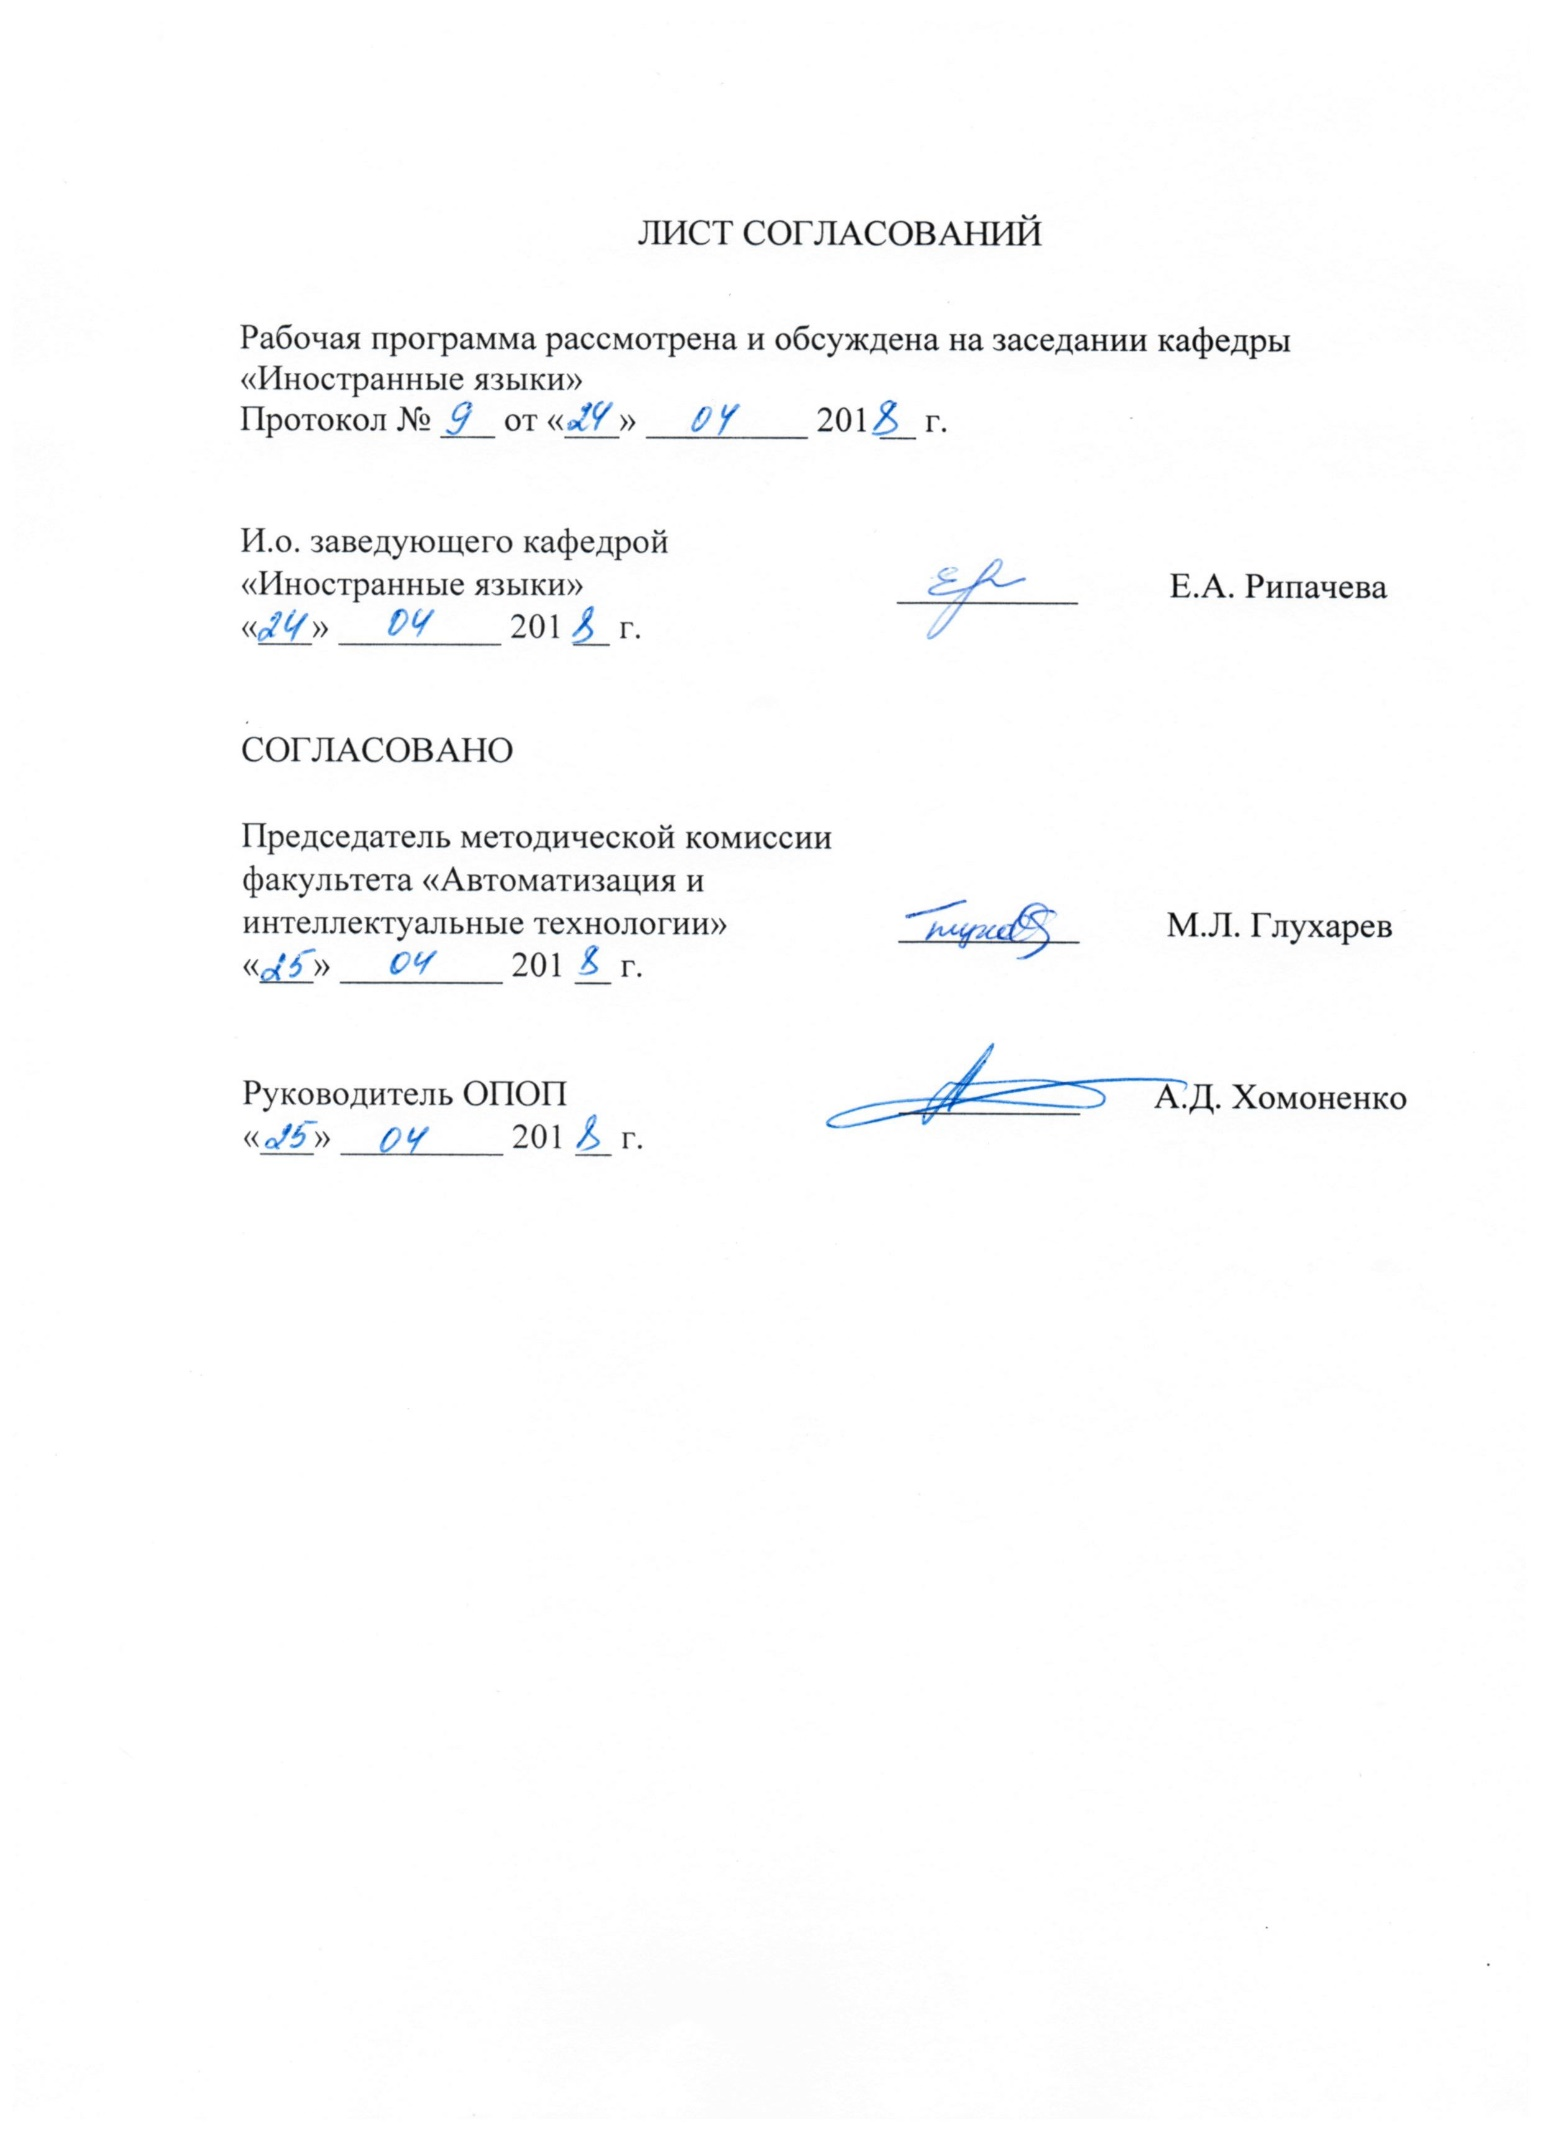 ЛИСТ СОГЛАСОВАНИЙ
Рабочая программа рассмотрена и обсуждена на заседании кафедры
«Иностранные языки»
Протокол № 9 от «24» 04 2018 г.
И.о. заведующего кафедрой
«Иностранные языки» Е.А. Рипачева
«24» 04 2018 г.
СОГЛАСОВАНО
Председатель методической комиссии
факультета «Автоматизация и
интеллектуальные технологии» М.Л. Глухарев
«25» 04 2018 г.
Руководитель ОПОП А.Д. Хомоненко
«25» 04 2018 г.